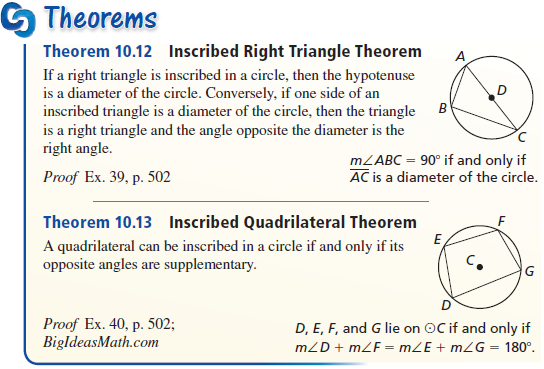 Theorems
Theorem 10.12 Inscribed Right Triangle Theorem
If a right triangle is inscribed in a circle, then the hypotenuse
is a diameter of the circle. Conversely, if one side of an
inscribed triangle is a diameter of the circle, then the triangle
is a right triangle and the angle opposite the diameter is the
right angle.
Proof Ex. 39, p. 502
A
D
B
C
m∠ABC = 90° if and only if
A̅C̅ is a diameter of the circle.
Theorem 10.13 Inscribed Quadrilateral Theorem
A quadrilateral can be inscribed in a circle if and only if its
opposite angles are supplementary.
Proof Ex. 40, p. 502;
BigIdeasMath.com
F
E
C
G
D
D, E, F, and G lie on ⊙C if and only if
m∠D + m∠F = m∠E + m∠G = 180°.